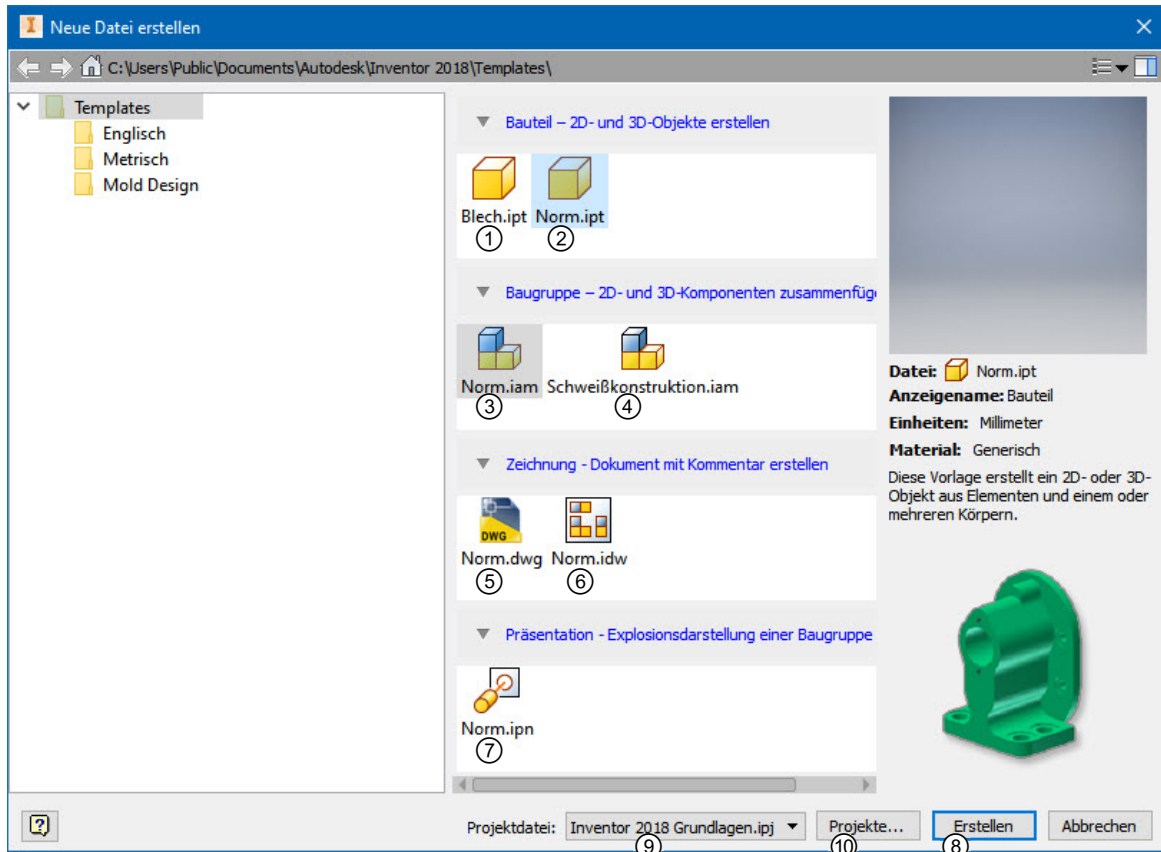 Neue Datei erstellen
C:\Users\Public\Documents\Autodesk\Inventor 2018\Templates\
Templates
Englisch
Metrisch
Mold Design
Bauteil – 2D- und 3D-Objekte erstellen
Blech.ipt Norm.ipt
① ②
Baugruppe – 2D- und 3D-Komponenten zusammenfüge
Norm.iam Schweißkonstruktion.iam
③ ④
Zeichnung - Dokument mit Kommentar erstellen
DWG
Norm.dwg Norm.idw
⑤ ⑥
Präsentation - Explosionsdarstellung einer Baugruppe
Norm.ipn
⑦
Datei: Norm.ipt
Anzeigename: Bauteil
Einheiten: Millimeter
Material: Generisch
Diese Vorlage erstellt ein 2D- oder 3D-
Objekt aus Elementen und einem oder
mehreren Körpern.
Projektdatei: Inventor 2018 Grundlagen.ipj Projekte... Erstellen Abbrechen
⑨ ⑩ ⑧